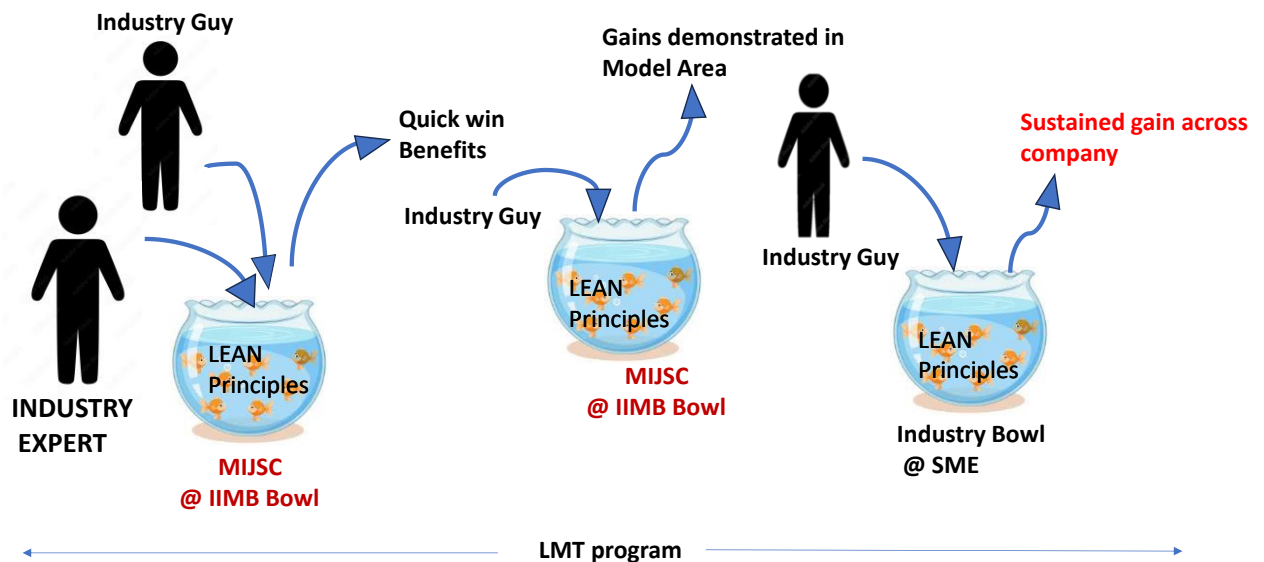 Industry Guy
INDUSTRY
EXPERT
LEAN
Principles
MIJSC
@ IIMB Bowl
Quick win
Benefits
Industry Guy
Gains demonstrated in
Model Area
LEAN
Principles
MIJSC
@ IIMB Bowl
Industry Guy
Sustained gain across
company
LEAN
Principles
Industry Bowl
@ SME
LMT program